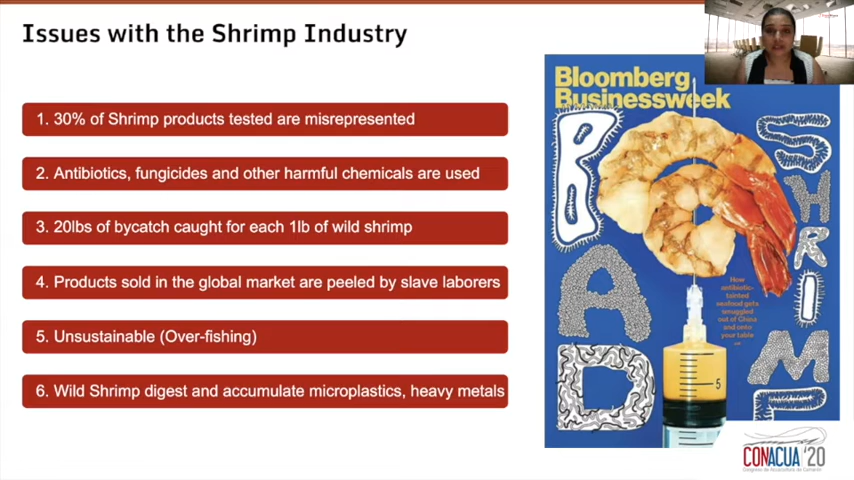 Issues with the Shrimp Industry
1. 30% of Shrimp products tested are misrepresented
2. Antibiotics, fungicides and other harmful chemicals are used
3. 20lbs of bycatch caught for each 1lb of wild shrimp
4. Products sold in the global market are peeled by slave laborers
5. Unsustainable (Over-fishing)
6. Wild Shrimp digest and accumulate microplastics, heavy metals
Bloomberg
Businessweek
BAD
SHRIMP
How
antibiotic-
tainted
seafood gets
smuggled
out of China
and onto
your table
5
CONACUA '20